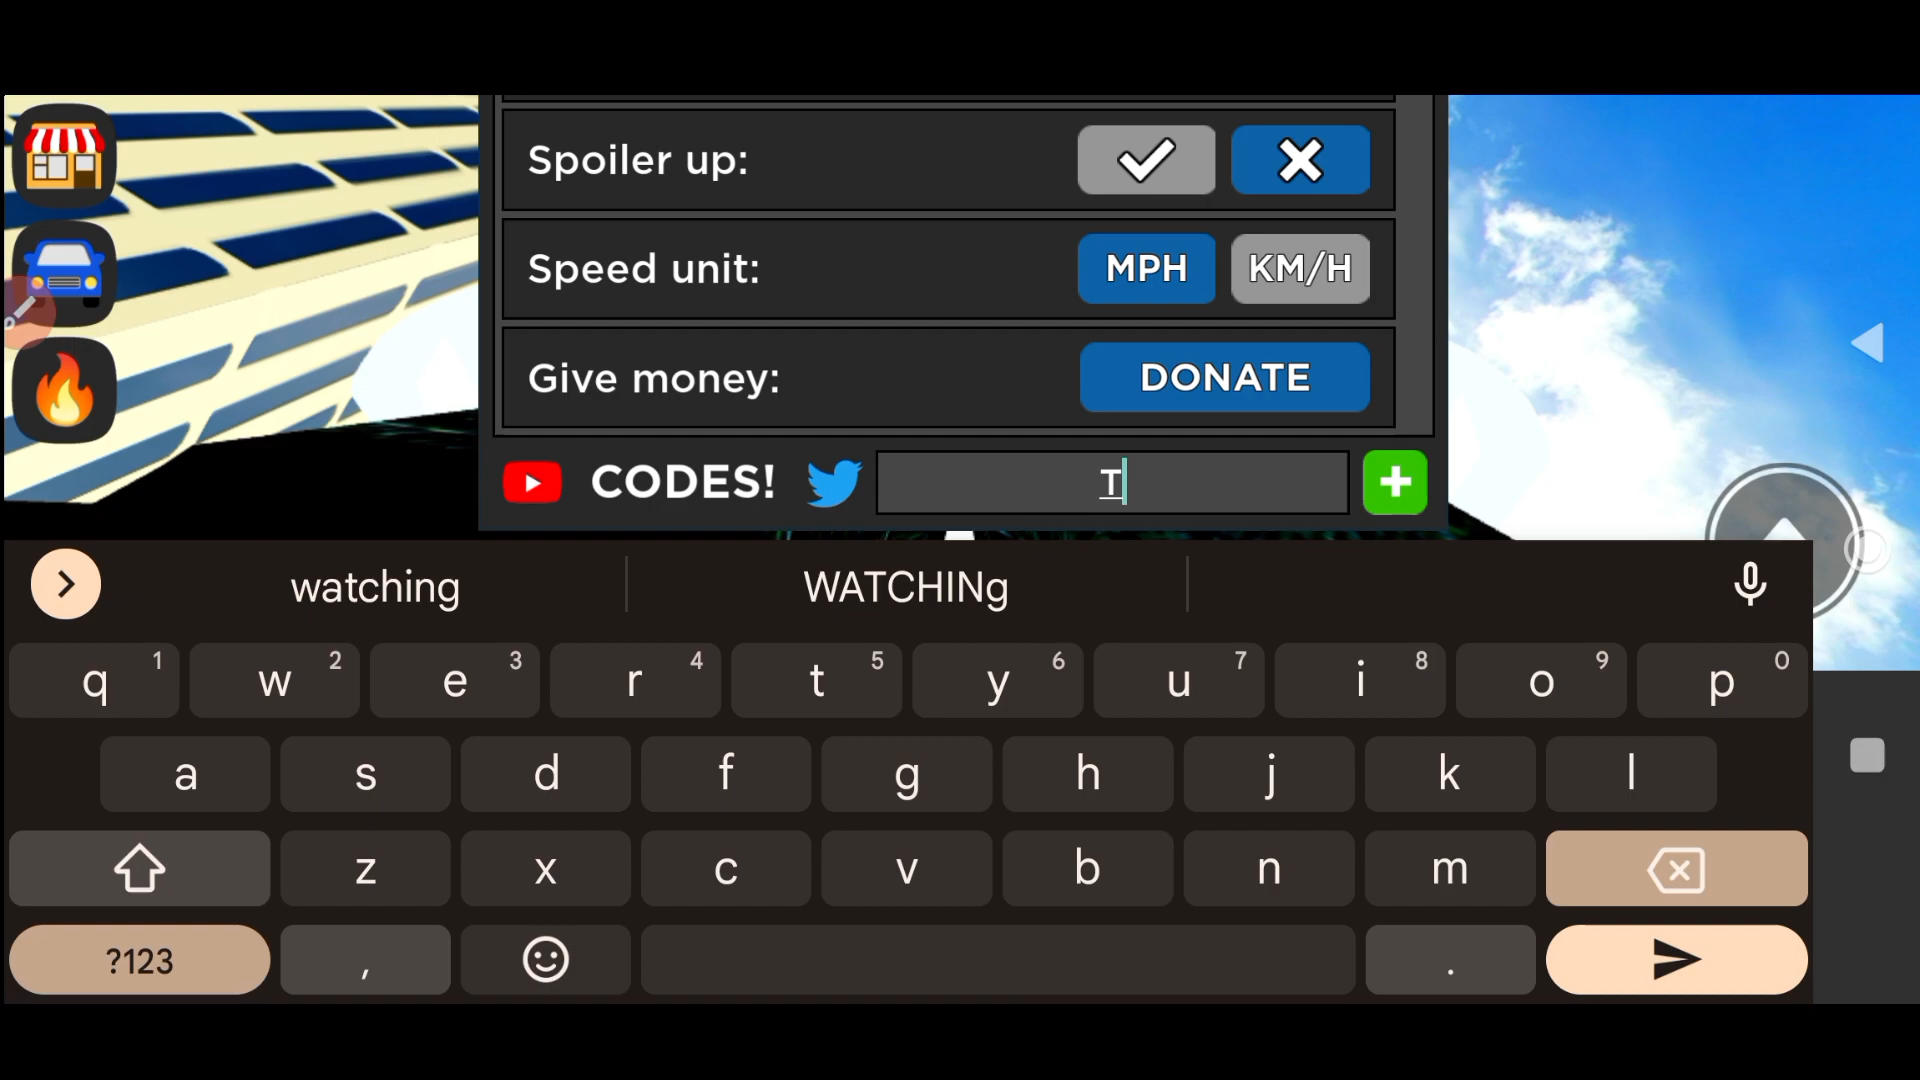 Spoiler up:
Speed unit: MPH KM/H
Give money: DONATE
CODES! T
watching WATCHINg
q 1 w 2 e 3 r 4 t 5 y 6 u 7 i 8 o 9 p 0
a s d f g h j k l
z x c v b n m
?123 , .